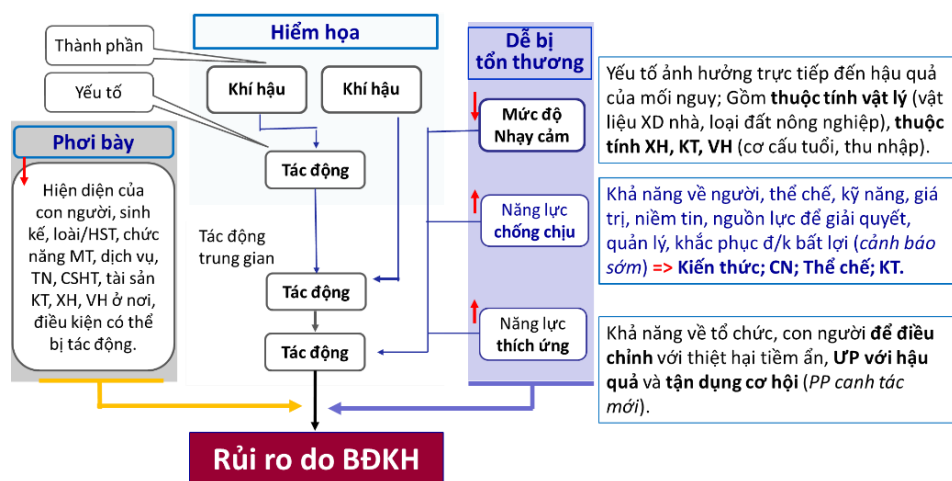 Hiểm họa
Thành phần
Yếu tố
Khí hậu
Khí hậu
Tác động
Tác động
trung gian
Tác động
Tác động
Phơi bày
Hiện diện của
con người, sinh
kế, loài/HST, chức
năng MT, dịch vụ,
TN, CSHT, tài sản
KT, XH, VH ở nơi,
điều kiện có thể
bị tác động.
Dễ bị
tổn thương
Mức độ
Nhạy cảm
Năng lực
chống chịu
Năng lực
thích ứng
Yếu tố ảnh hưởng trực tiếp đến hậu quả
của mối nguy; Gồm thuộc tính vật lý (vật
liệu XD nhà, loại đất nông nghiệp), thuộc
tính XH, KT, VH (cơ cấu tuổi, thu nhập).
Khả năng về người, thể chế, kỹ năng, giá
trị, niềm tin, nguồn lực để giải quyết,
quản lý, khắc phục đ/k bất lợi (cảnh báo
sớm) => Kiến thức; CN; Thể chế; KT.
Khả năng về tổ chức, con người để điều
chỉnh với thiệt hại tiềm ẩn, ƯP với hậu
quả và tận dụng cơ hội (PP canh tác
mới).
Rủi ro do BĐKH